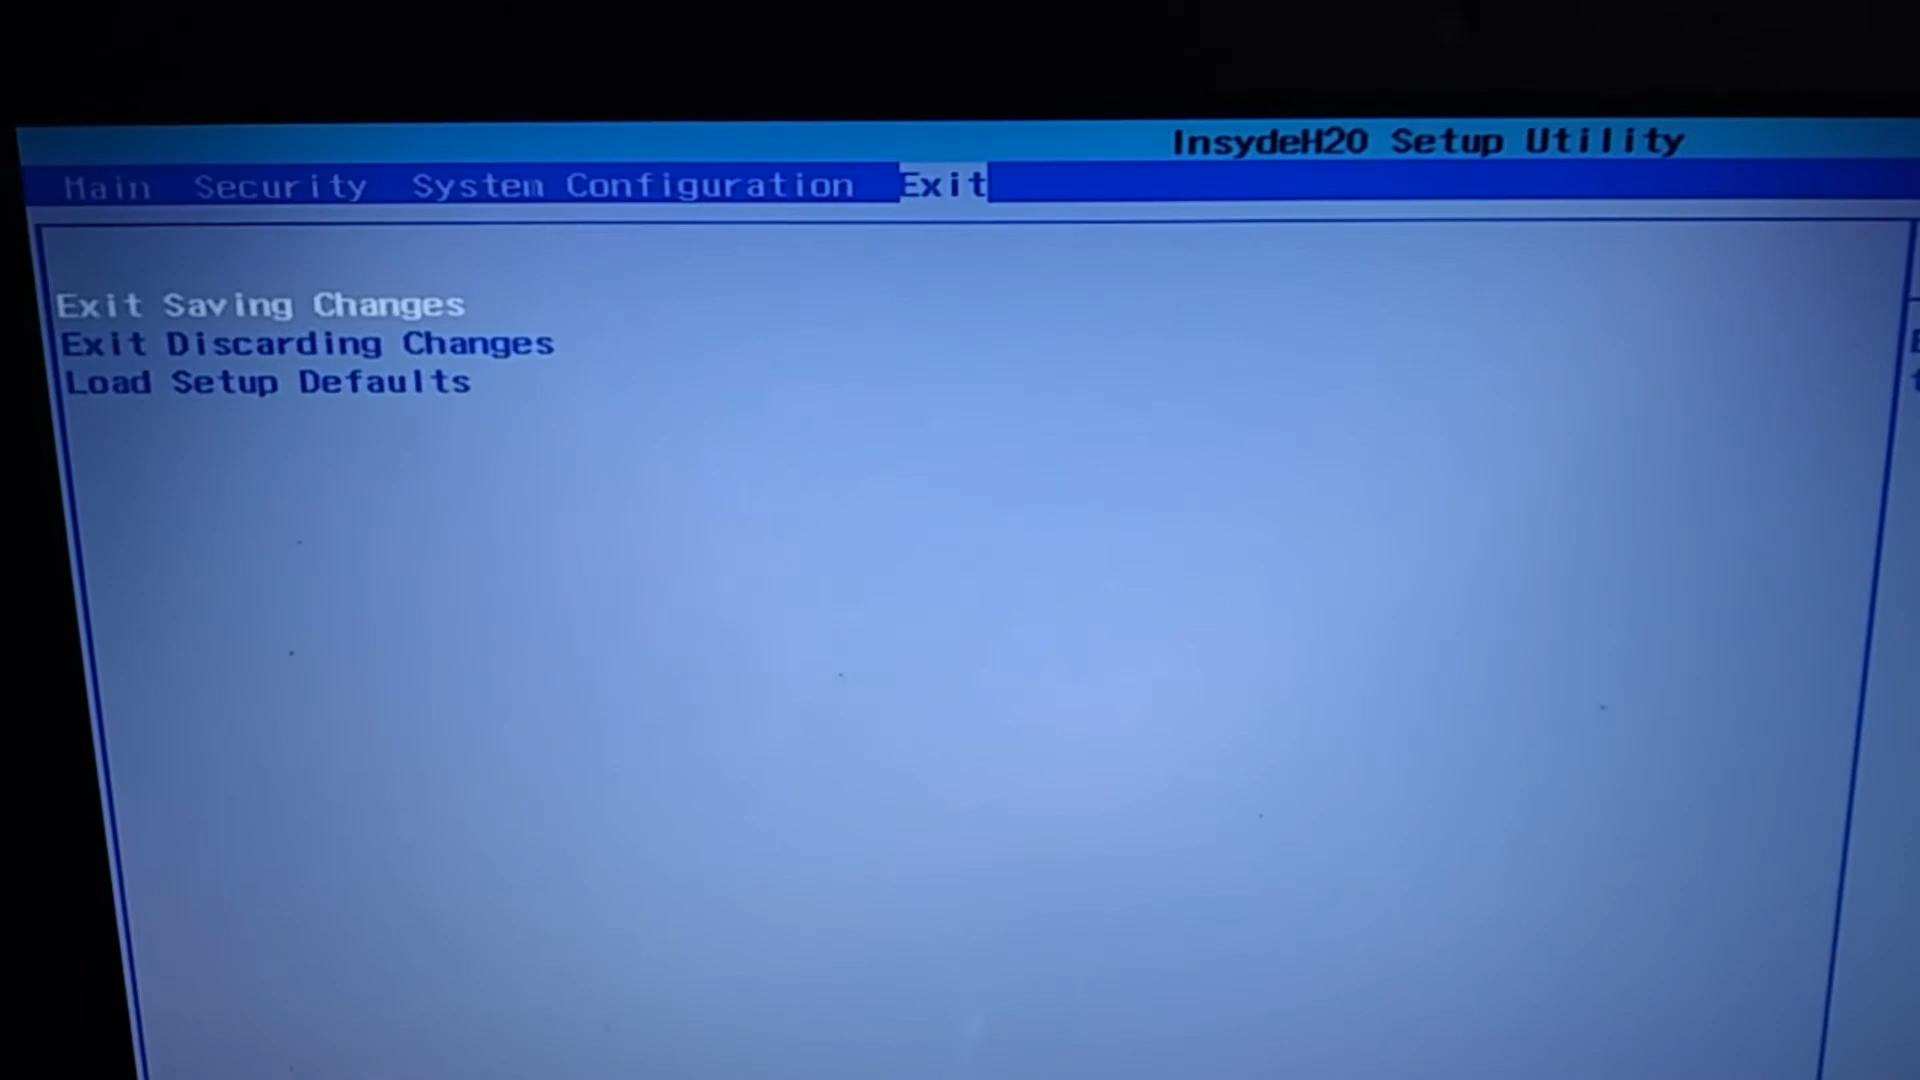 InsydeH20 Setup Utility
Main Security System Configuration Exit
Exit Saving Changes
Exit Discarding Changes
Load Setup Defaults